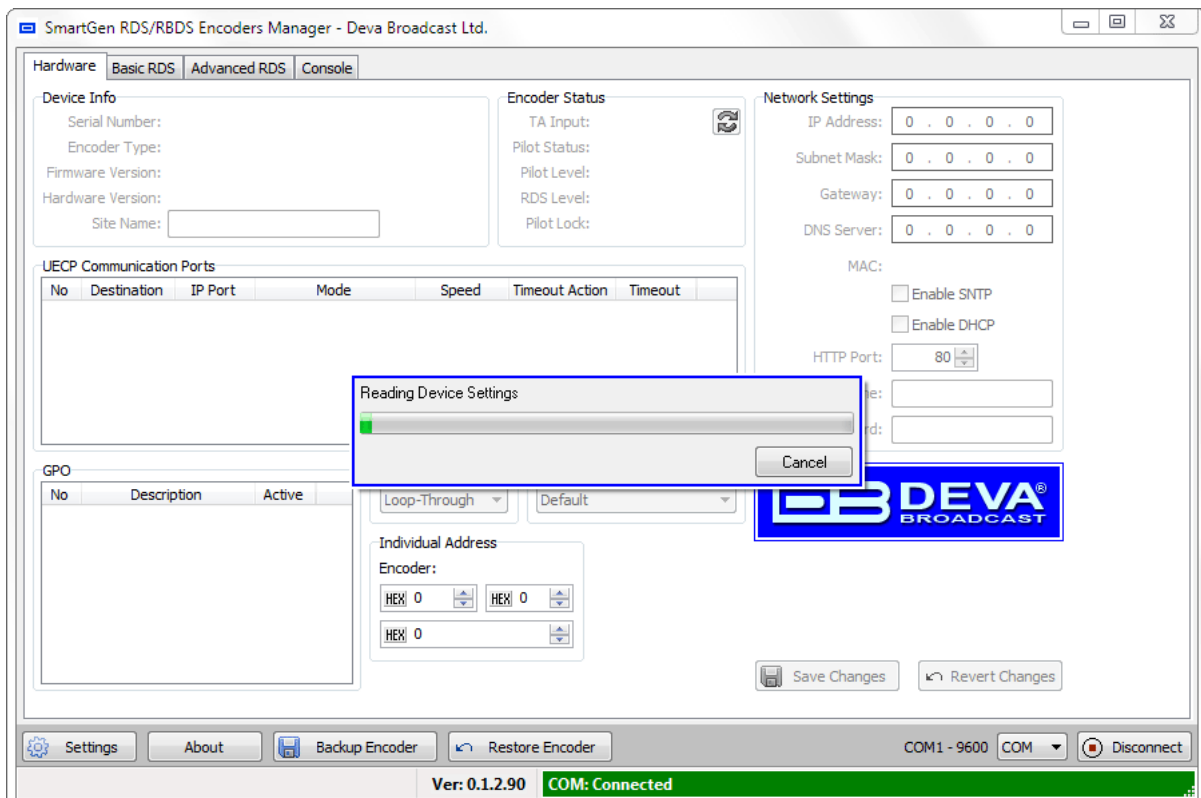 SmartGen RDS/RBDS Encoders Manager - Deva Broadcast Ltd.
Hardware Basic RDS Advanced RDS Console
Device Info
Serial Number:
Encoder Type:
Firmware Version:
Hardware Version:
Site Name:
Encoder Status
TA Input:
Pilot Status:
Pilot Level:
RDS Level:
Pilot Lock:
Network Settings
IP Address: 0 . 0 . 0 . 0
Subnet Mask: 0 . 0 . 0 . 0
Gateway: 0 . 0 . 0 . 0
DNS Server: 0 . 0 . 0 . 0
MAC:
Enable SNTP
Enable DHCP
HTTP Port: 80
UECP Communication Ports
No Destination IP Port Mode Speed Timeout Action Timeout
Reading Device Settings
Cancel
GPO
No Description Active
Loop-Through Default
Individual Address
Encoder:
HEX 0 HEX 0
HEX 0
DEVA®
BROADCAST
Save Changes Revert Changes
Settings About Backup Encoder Restore Encoder COM1 - 9600 COM Disconnect
Ver: 0.1.2.90 COM: Connected